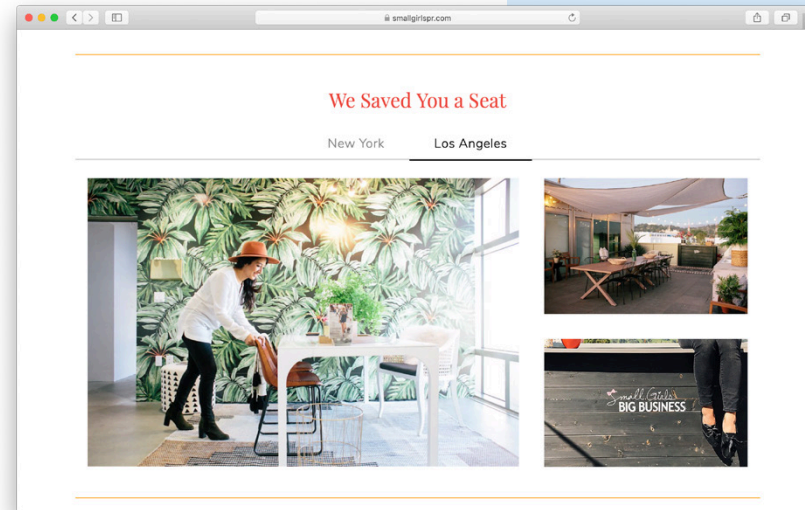 smallgirlspr.com
We Saved You a Seat
New York
Los Angeles
Small Girls
BIG BUSINESS